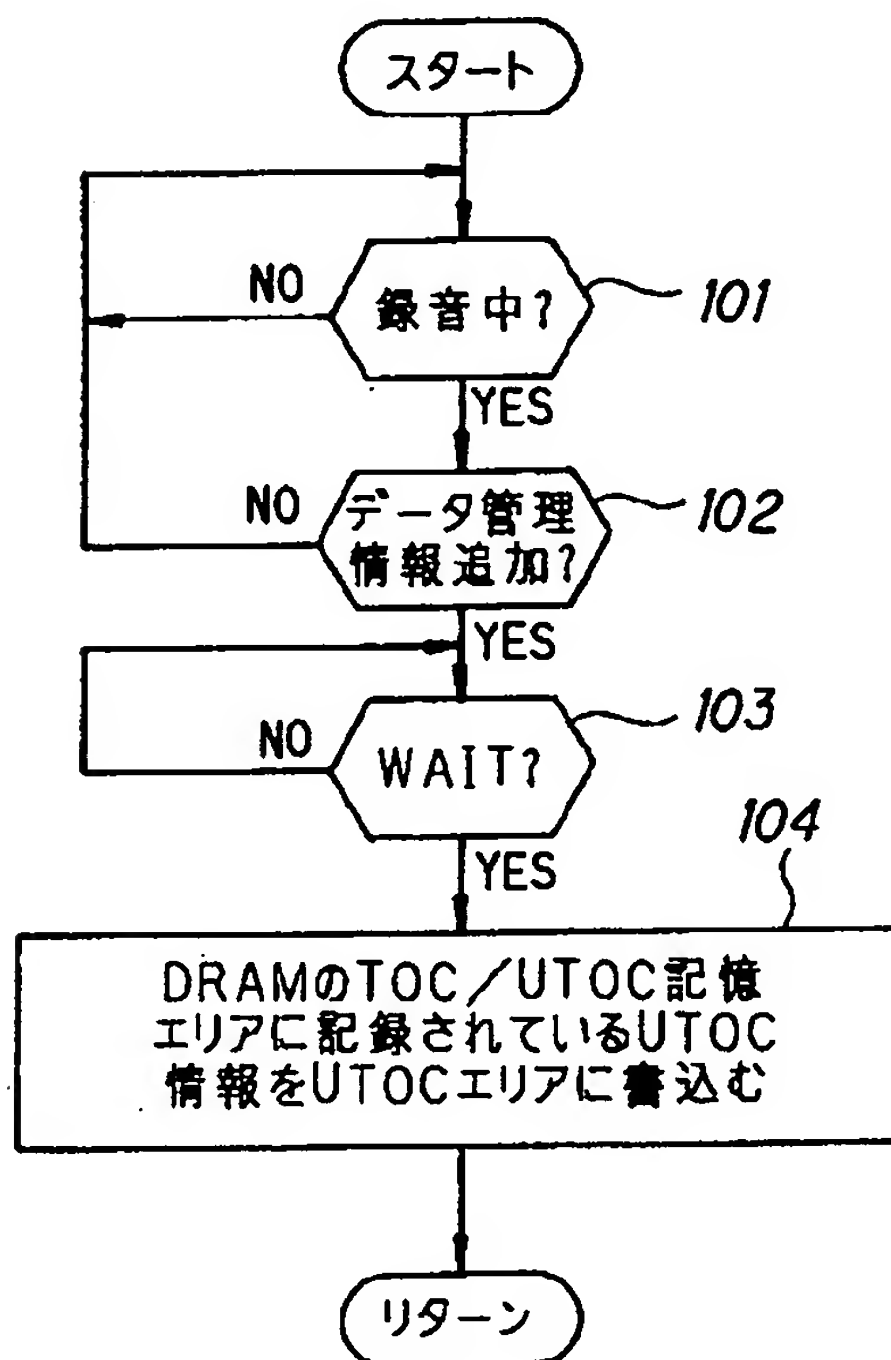 スタート
NO
録音中?
101
YES
NO
データ管理
情報追加?
102
YES
NO
WAIT?
103
YES
104
DRAMのTOC/UTOC記憶
エリアに記録されているUTOC
情報をUTOCエリアに書込む
リターン